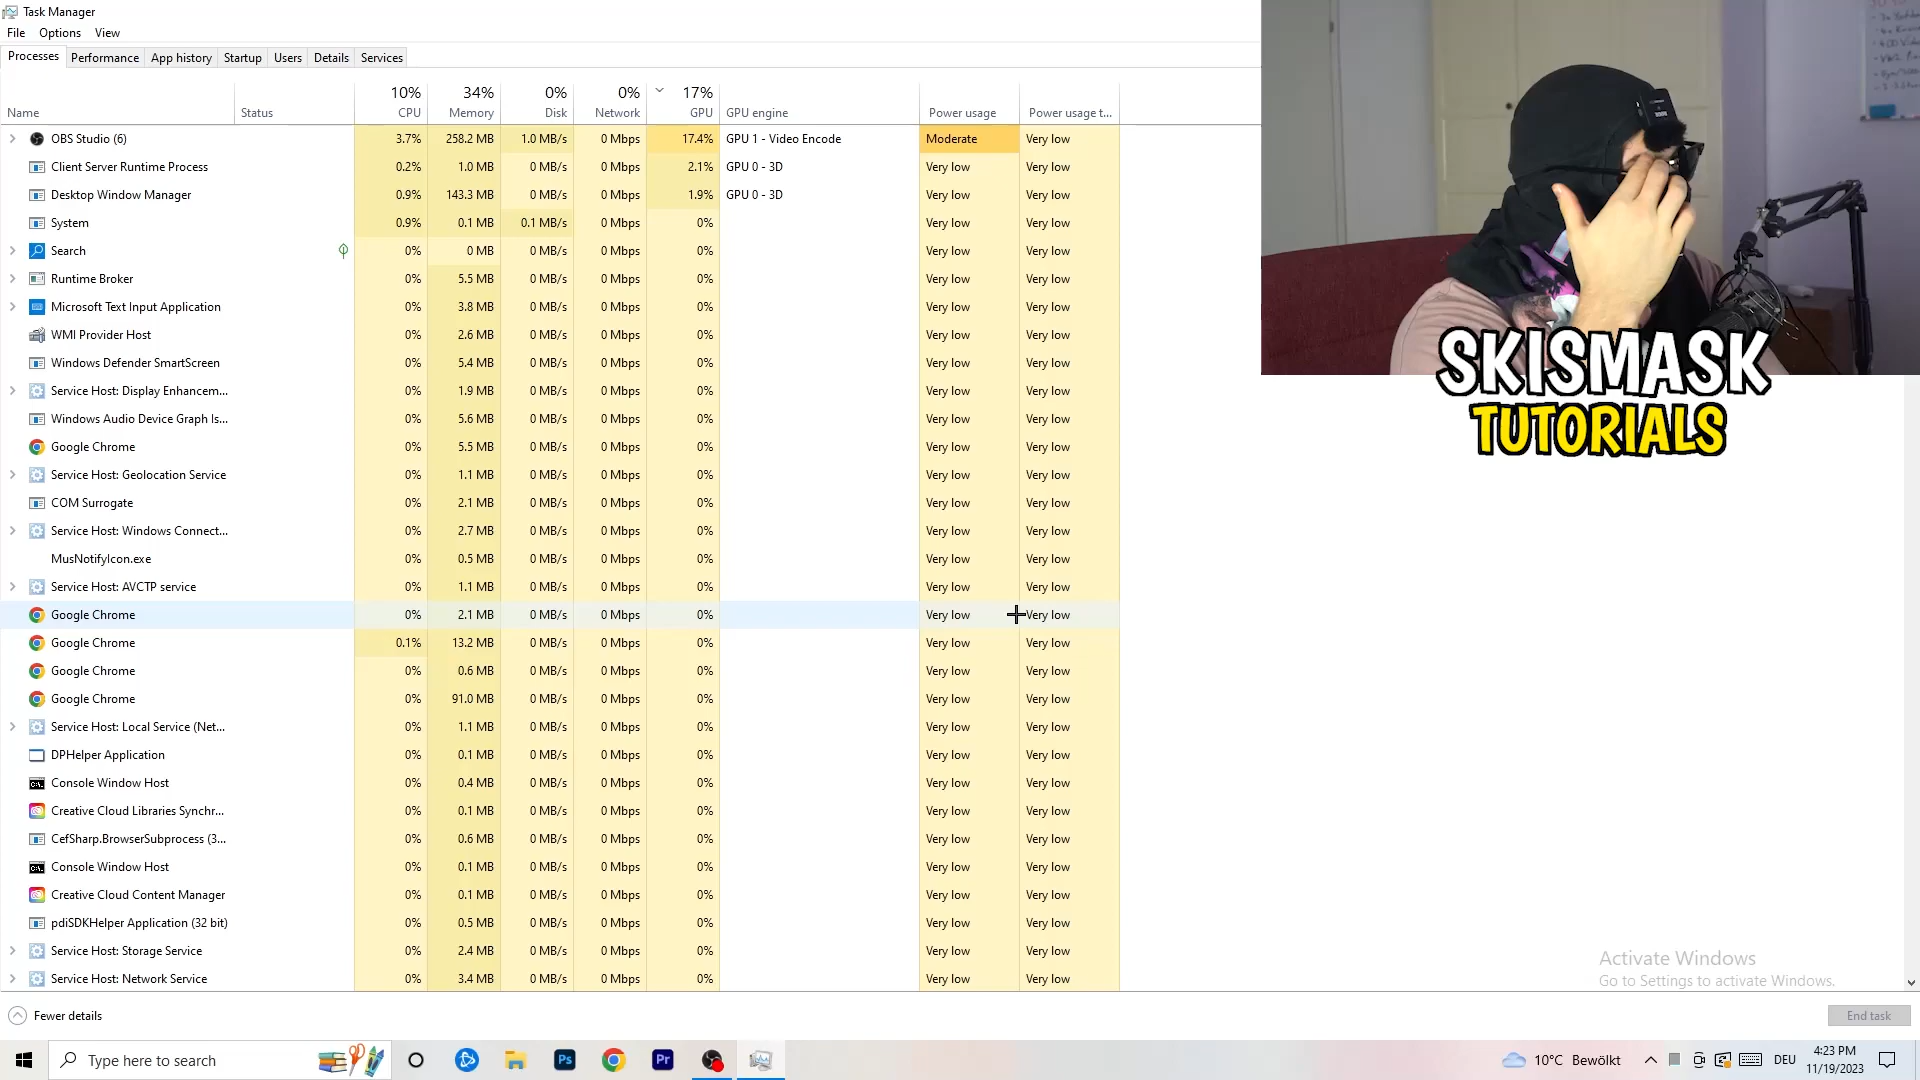 Task Manager
File Options View
Processes Performance App history Startup Users Details Services
10% 34% 0% 0% 17%
Name Status CPU Memory Disk Network GPU GPU engine Power usage Power usage t...
OBS Studio (6) 3.7% 258.2 MB 1.0 MB/s 0 Mbps 17.4% GPU 1 - Video Encode Moderate Very low
Client Server Runtime Process 0.2% 1.0 MB 0 MB/s 0 Mbps 2.1% GPU 0 - 3D Very low Very low
Desktop Window Manager 0.9% 143.3 MB 0 MB/s 0 Mbps 1.9% GPU 0 - 3D Very low Very low
System 0.9% 0.1 MB 0.1 MB/s 0 Mbps 0% Very low Very low
Search 0% 0 MB 0 MB/s 0 Mbps 0% Very low Very low
Runtime Broker 0% 5.5 MB 0 MB/s 0 Mbps 0% Very low Very low
Microsoft Text Input Application 0% 3.8 MB 0 MB/s 0 Mbps 0% Very low Very low
WMI Provider Host 0% 2.6 MB 0 MB/s 0 Mbps 0% Very low Very low
Windows Defender SmartScreen 0% 5.4 MB 0 MB/s 0 Mbps 0% Very low Very low
Service Host: Display Enhancem... 0% 1.9 MB 0 MB/s 0 Mbps 0% Very low Very low
Windows Audio Device Graph Is... 0% 5.6 MB 0 MB/s 0 Mbps 0% Very low Very low
Google Chrome 0% 5.5 MB 0 MB/s 0 Mbps 0% Very low Very low
Service Host: Geolocation Service 0% 1.1 MB 0 MB/s 0 Mbps 0% Very low Very low
COM Surrogate 0% 2.1 MB 0 MB/s 0 Mbps 0% Very low Very low
Service Host: Windows Connect... 0% 2.7 MB 0 MB/s 0 Mbps 0% Very low Very low
MusNotifyIcon.exe 0% 0.5 MB 0 MB/s 0 Mbps 0% Very low Very low
Service Host: AVCTP service 0% 1.1 MB 0 MB/s 0 Mbps 0% Very low Very low
Google Chrome 0% 2.1 MB 0 MB/s 0 Mbps 0% Very low Very low
Google Chrome 0.1% 13.2 MB 0 MB/s 0 Mbps 0% Very low Very low
Google Chrome 0% 0.6 MB 0 MB/s 0 Mbps 0% Very low Very low
Google Chrome 0% 91.0 MB 0 MB/s 0 Mbps 0% Very low Very low
Service Host: Local Service (Net... 0% 1.1 MB 0 MB/s 0 Mbps 0% Very low Very low
DPHelper Application 0% 0.1 MB 0 MB/s 0 Mbps 0% Very low Very low
Console Window Host 0% 0.4 MB 0 MB/s 0 Mbps 0% Very low Very low
Creative Cloud Libraries Synchr... 0% 0.1 MB 0 MB/s 0 Mbps 0% Very low Very low
CefSharp.BrowserSubprocess (3... 0% 0.6 MB 0 MB/s 0 Mbps 0% Very low Very low
Console Window Host 0% 0.1 MB 0 MB/s 0 Mbps 0% Very low Very low
Creative Cloud Content Manager 0% 0.1 MB 0 MB/s 0 Mbps 0% Very low Very low
pdiSDKHelper Application (32 bit) 0% 0.5 MB 0 MB/s 0 Mbps 0% Very low Very low
Service Host: Storage Service 0% 2.4 MB 0 MB/s 0 Mbps 0% Very low Very low
Service Host: Network Service 0% 3.4 MB 0 MB/s 0 Mbps 0% Very low Very low
SKISMASK
TUTORIALS
Activate Windows
Go to Settings to activate Windows.
Fewer details End task
Type here to search Ps Pr 10°C Bewölkt DEU 4:23 PM
11/19/2023